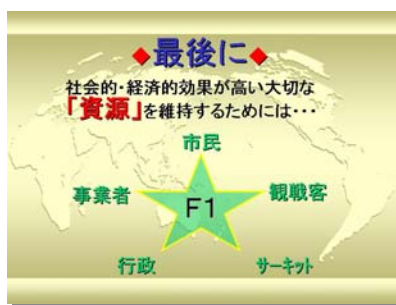 ◆最後に◆
社会的・経済的効果が高い大切な
「資源」を維持するためには・・・
市民
事業者
観戦客
F1
行政
サーキット